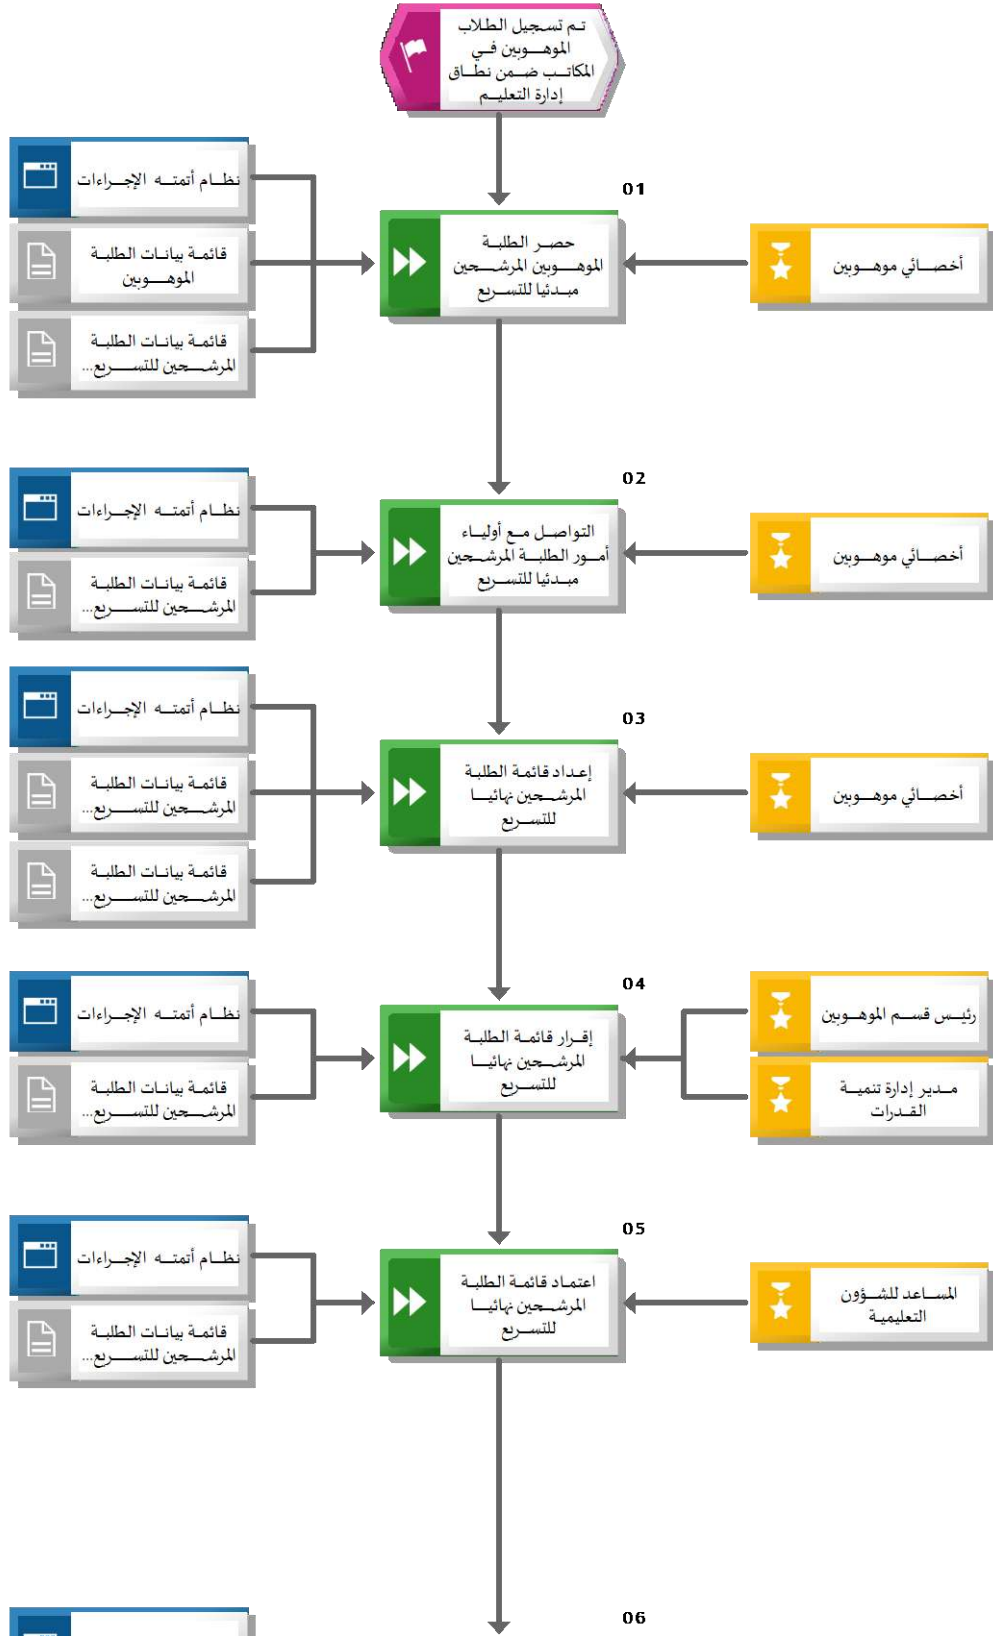 تم تسجيل الطلاب
الموهوبين في
المكاتب ضمن نطاق
إدارة التعليم
01
أخصائي موهوبين
حصر الطلبة
الموهوبين المرشحين
مبدئيا للتسريع
نظام أتمته الإجراءات
قائمة بيانات الطلبة
الموهوبين
قائمة بيانات الطلبة
المرشحين للتسريع...
02
أخصائي موهوبين
التواصل مع أولياء
أمور الطلبة المرشحين
مبدئيا للتسريع
نظام أتمته الإجراءات
قائمة بيانات الطلبة
المرشحين للتسريع...
03
أخصائي موهوبين
إعداد قائمة الطلبة
المرشحين نهائيا
للتسريع
نظام أتمته الإجراءات
قائمة بيانات الطلبة
المرشحين للتسريع...
قائمة بيانات الطلبة
المرشحين للتسريع...
04
رئيس قسم الموهوبين
مدير إدارة تنمية
القدرات
إقرار قائمة الطلبة
المرشحين نهائيا
للتسريع
نظام أتمته الإجراءات
قائمة بيانات الطلبة
المرشحين للتسريع...
05
المساعد للشؤون
التعليمية
اعتماد قائمة الطلبة
المرشحين نهائيا
للتسريع
نظام أتمته الإجراءات
قائمة بيانات الطلبة
المرشحين للتسريع...
06